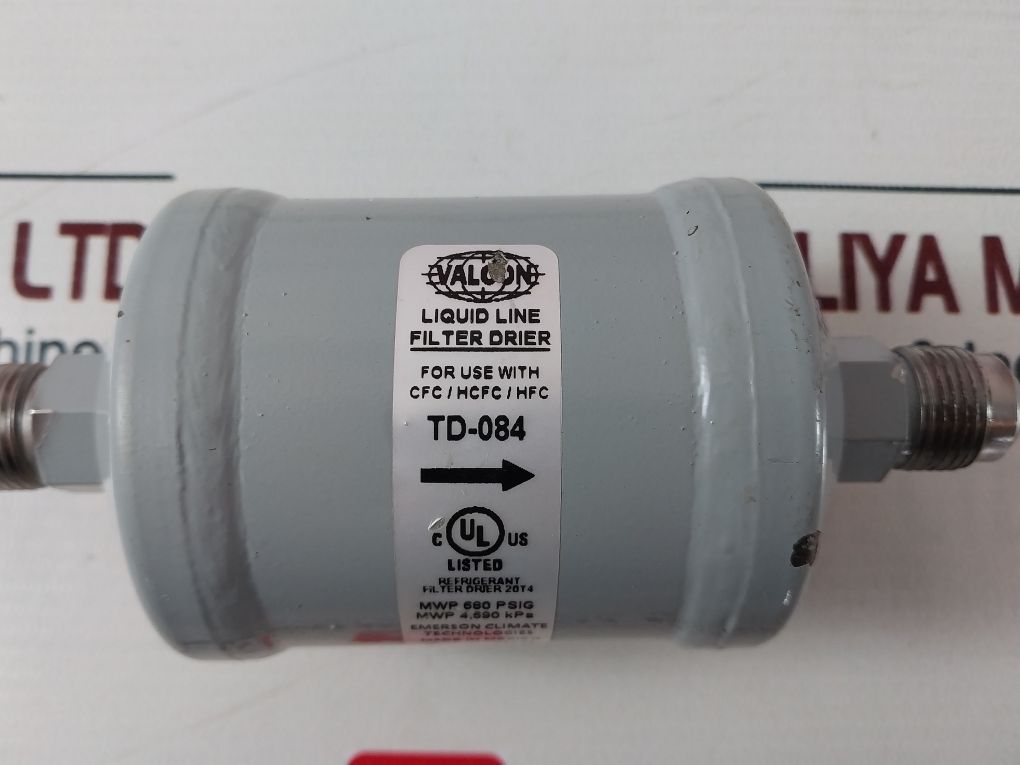 VALCON
LIQUID LINE
FILTER DRIER
FOR USE WITH
CFC / HCFC / HFC
TD-084
C UL US
LISTED
REFRIGERANT
FILTER DRIER 20T4
MWP 680 PSIG
MWP 4,690 kPa
EMERSON CLIMATE
TECHNOLOGIES
LTD
LIYA M